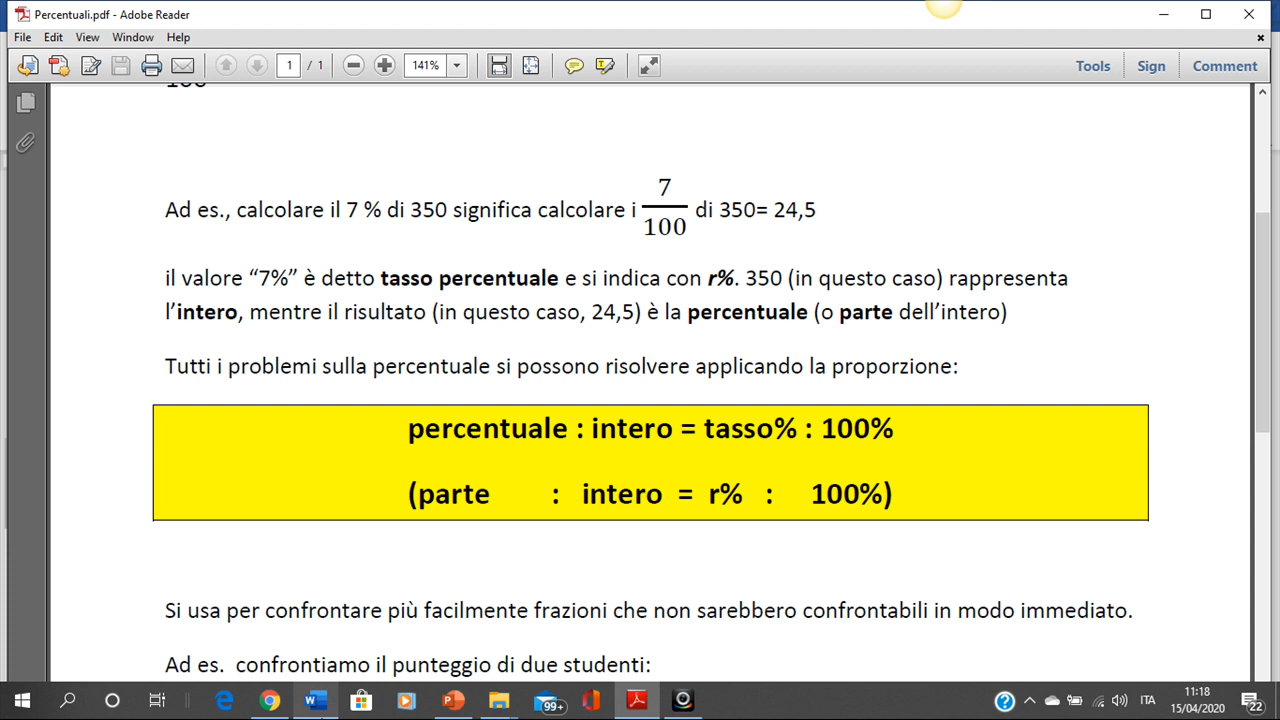 Percentuali.pdf - Adobe Reader
File Edit View Window Help
1 / 1 141% Tools Sign Comment
100
7
Ad es., calcolare il 7 % di 350 significa calcolare i di 350= 24,5
100
il valore “7%” è detto tasso percentuale e si indica con r%. 350 (in questo caso) rappresenta
l’intero, mentre il risultato (in questo caso, 24,5) è la percentuale (o parte dell’intero)
Tutti i problemi sulla percentuale si possono risolvere applicando la proporzione:
percentuale : intero = tasso% : 100%
(parte : intero = r% : 100%)
Si usa per confrontare più facilmente frazioni che non sarebbero confrontabili in modo immediato.
Ad es. confrontiamo il punteggio di due studenti:
99+ ITA 11:18
15/04/2020 22